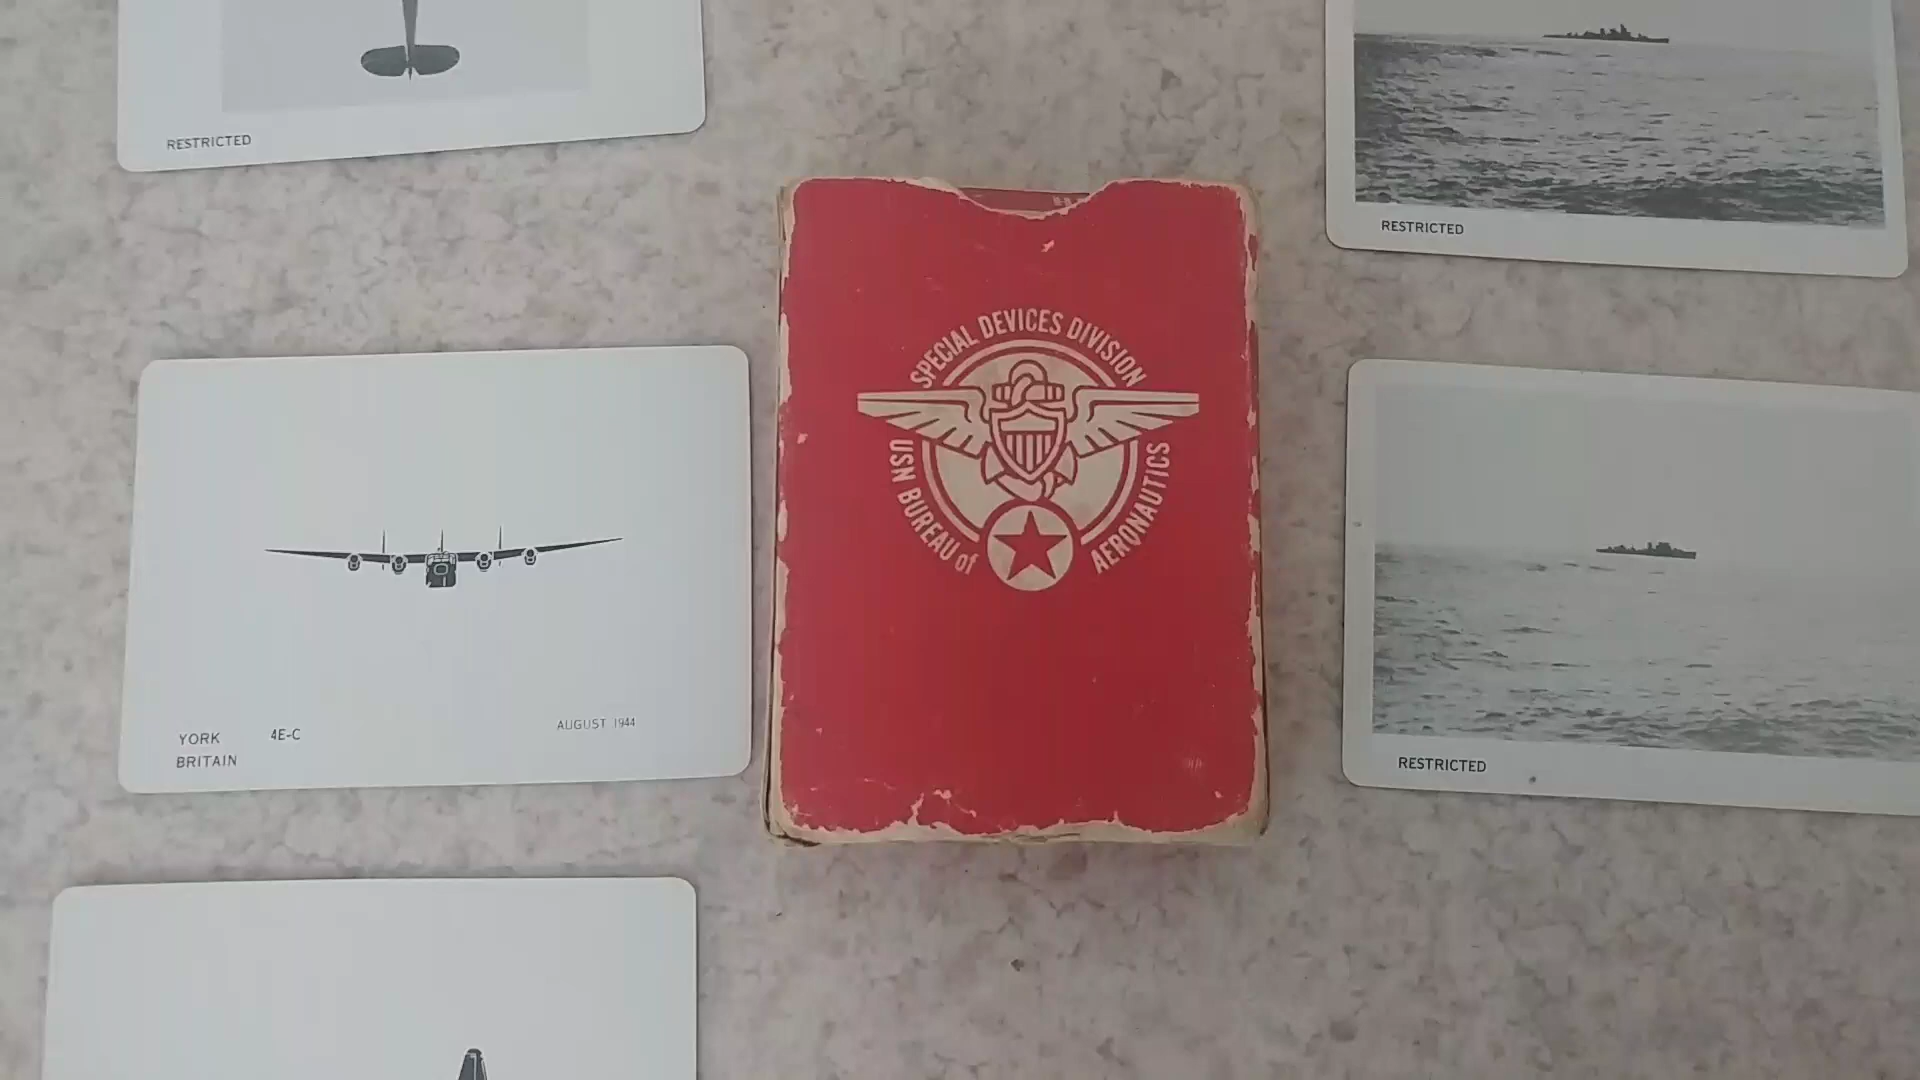 RESTRICTED
RESTRICTED
SPECIAL DEVICES DIVISION
USN BUREAU of AERONAUTICS
YORK 4E-C AUGUST 1944
BRITAIN
RESTRICTED